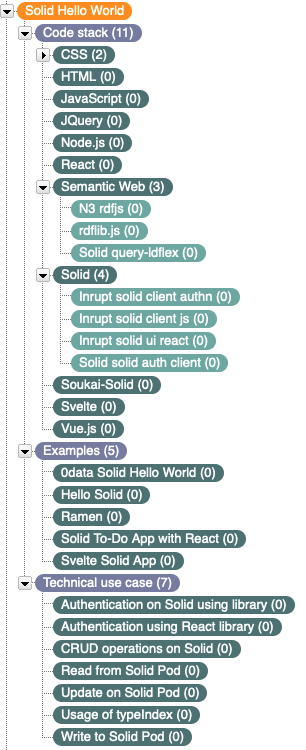 Solid Hello World
Code stack (11)
CSS (2)
HTML (0)
JavaScript (0)
JQuery (0)
Node.js (0)
React (0)
Semantic Web (3)
N3 rdfjs (0)
rdflib.js (0)
Solid query-ldflex (0)
Solid (4)
Inrupt solid client authn (0)
Inrupt solid client js (0)
Inrupt solid ui react (0)
Solid solid auth client (0)
Soukai-Solid (0)
Svelte (0)
Vue.js (0)
Examples (5)
0data Solid Hello World (0)
Hello Solid (0)
Ramen (0)
Solid To-Do App with React (0)
Svelte Solid App (0)
Technical use case (7)
Authentication on Solid using library (0)
Authentication using React library (0)
CRUD operations on Solid (0)
Read from Solid Pod (0)
Update on Solid Pod (0)
Usage of typeIndex (0)
Write to Solid Pod (0)